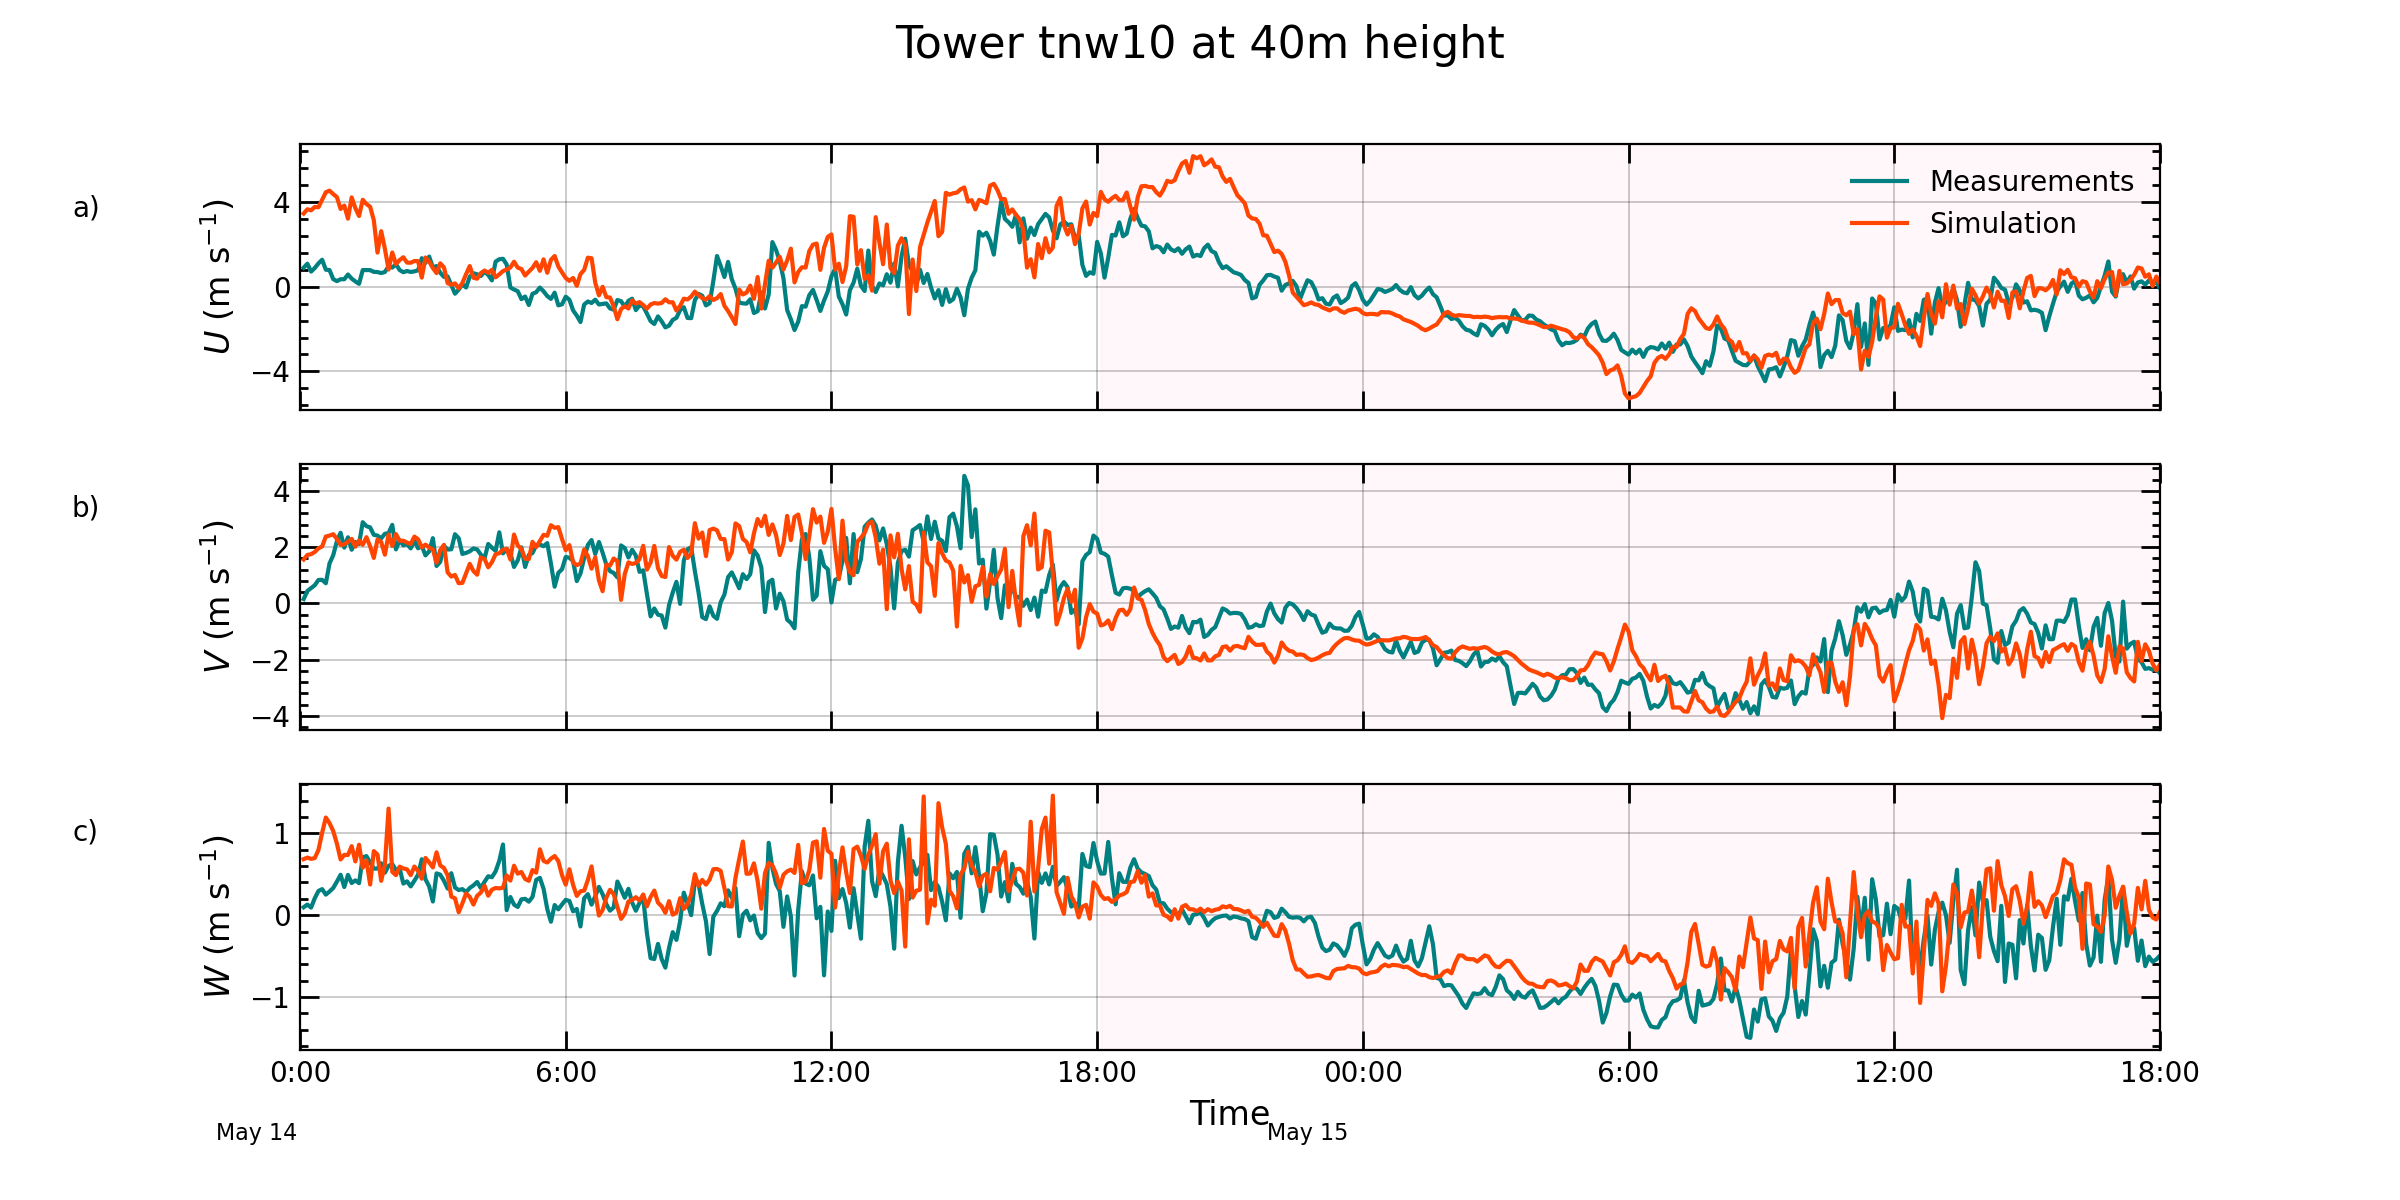 Tower tnw10 at 40m height
a)
U (m s⁻¹)
4
0
−4
Measurements
Simulation
b)
V (m s⁻¹)
4
2
0
−2
−4
c)
W (m s⁻¹)
1
0
−1
0:00 6:00 12:00 18:00 00:00 6:00 12:00 18:00
Time
May 14 May 15